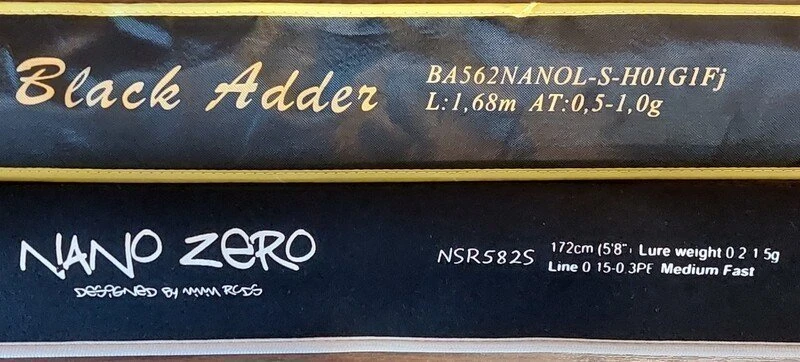 Black Adder
BA562NANOL-S-H01G1Fj
L:1,68m AT:0,5-1,0g
NANO ZERO
DESIGNED By MMM RODS
NSR582S
172cm (5'8") Lure weight 0 2 1 5g
Line 0 15-0 3PE Medium Fast